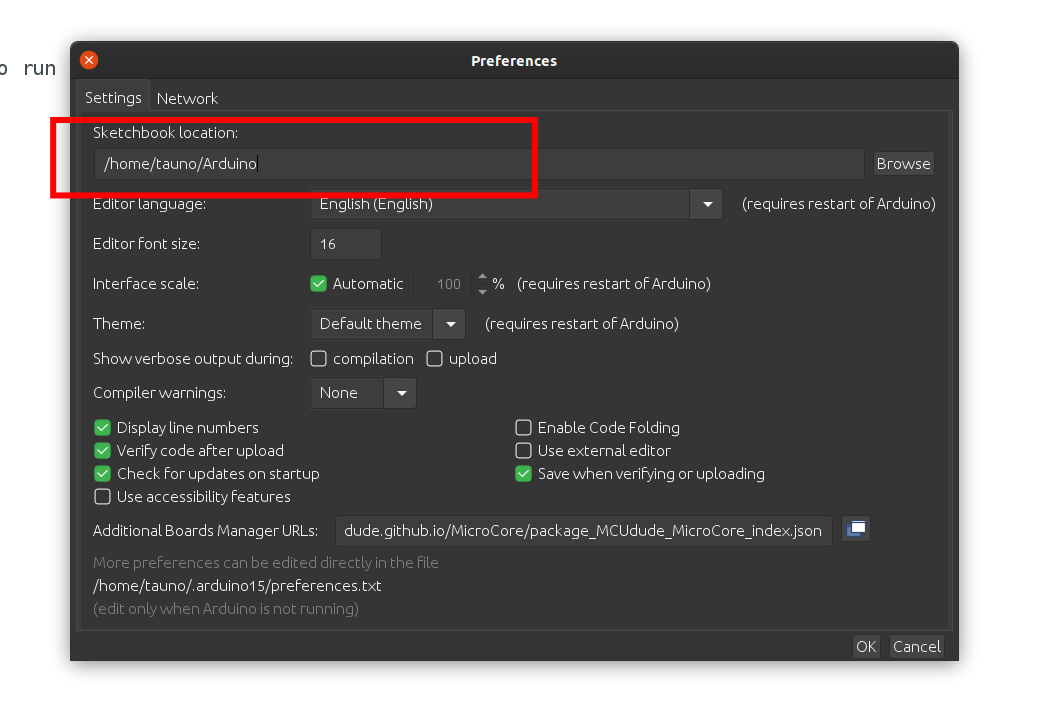 Preferences
o run
Settings Network
Sketchbook location:
/home/tauno/Arduino Browse
Editor language: English (English) (requires restart of Arduino)
Editor font size: 16
Interface scale: Automatic 100 % (requires restart of Arduino)
Theme: Default theme (requires restart of Arduino)
Show verbose output during: compilation upload
Compiler warnings: None
Display line numbers Enable Code Folding
Verify code after upload Use external editor
Check for updates on startup Save when verifying or uploading
Use accessibility features
Additional Boards Manager URLs: dude.github.io/MicroCore/package_MCUdude_MicroCore_index.json
More preferences can be edited directly in the file
/home/tauno/.arduino15/preferences.txt
(edit only when Arduino is not running)
OK Cancel